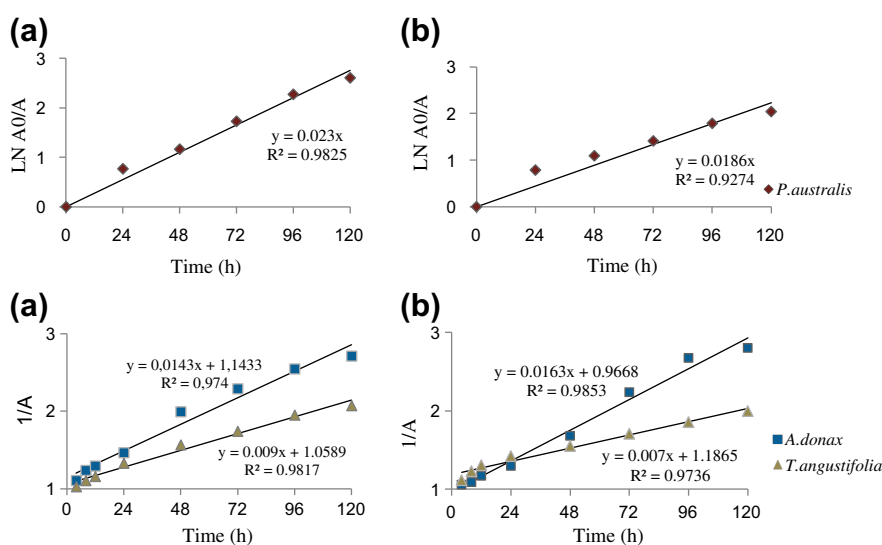 (a)
3
2
1
0
LN A0/A
y = 0.023x
R² = 0.9825
0 24 48 72 96 120
Time (h)
(b)
3
2
1
0
LN A0/A
y = 0.0186x
R² = 0.9274
P.australis
0 24 48 72 96 120
Time (h)
(a)
3
2
1
1/A
y = 0,0143x + 1,1433
R² = 0,974
y = 0.009x + 1.0589
R² = 0.9817
0 24 48 72 96 120
Time (h)
(b)
3
2
1
1/A
y = 0.0163x + 0.9668
R² = 0.9853
y = 0.007x + 1.1865
R² = 0.9736
A.donax
T.angustifolia
0 24 48 72 96 120
Time (h)